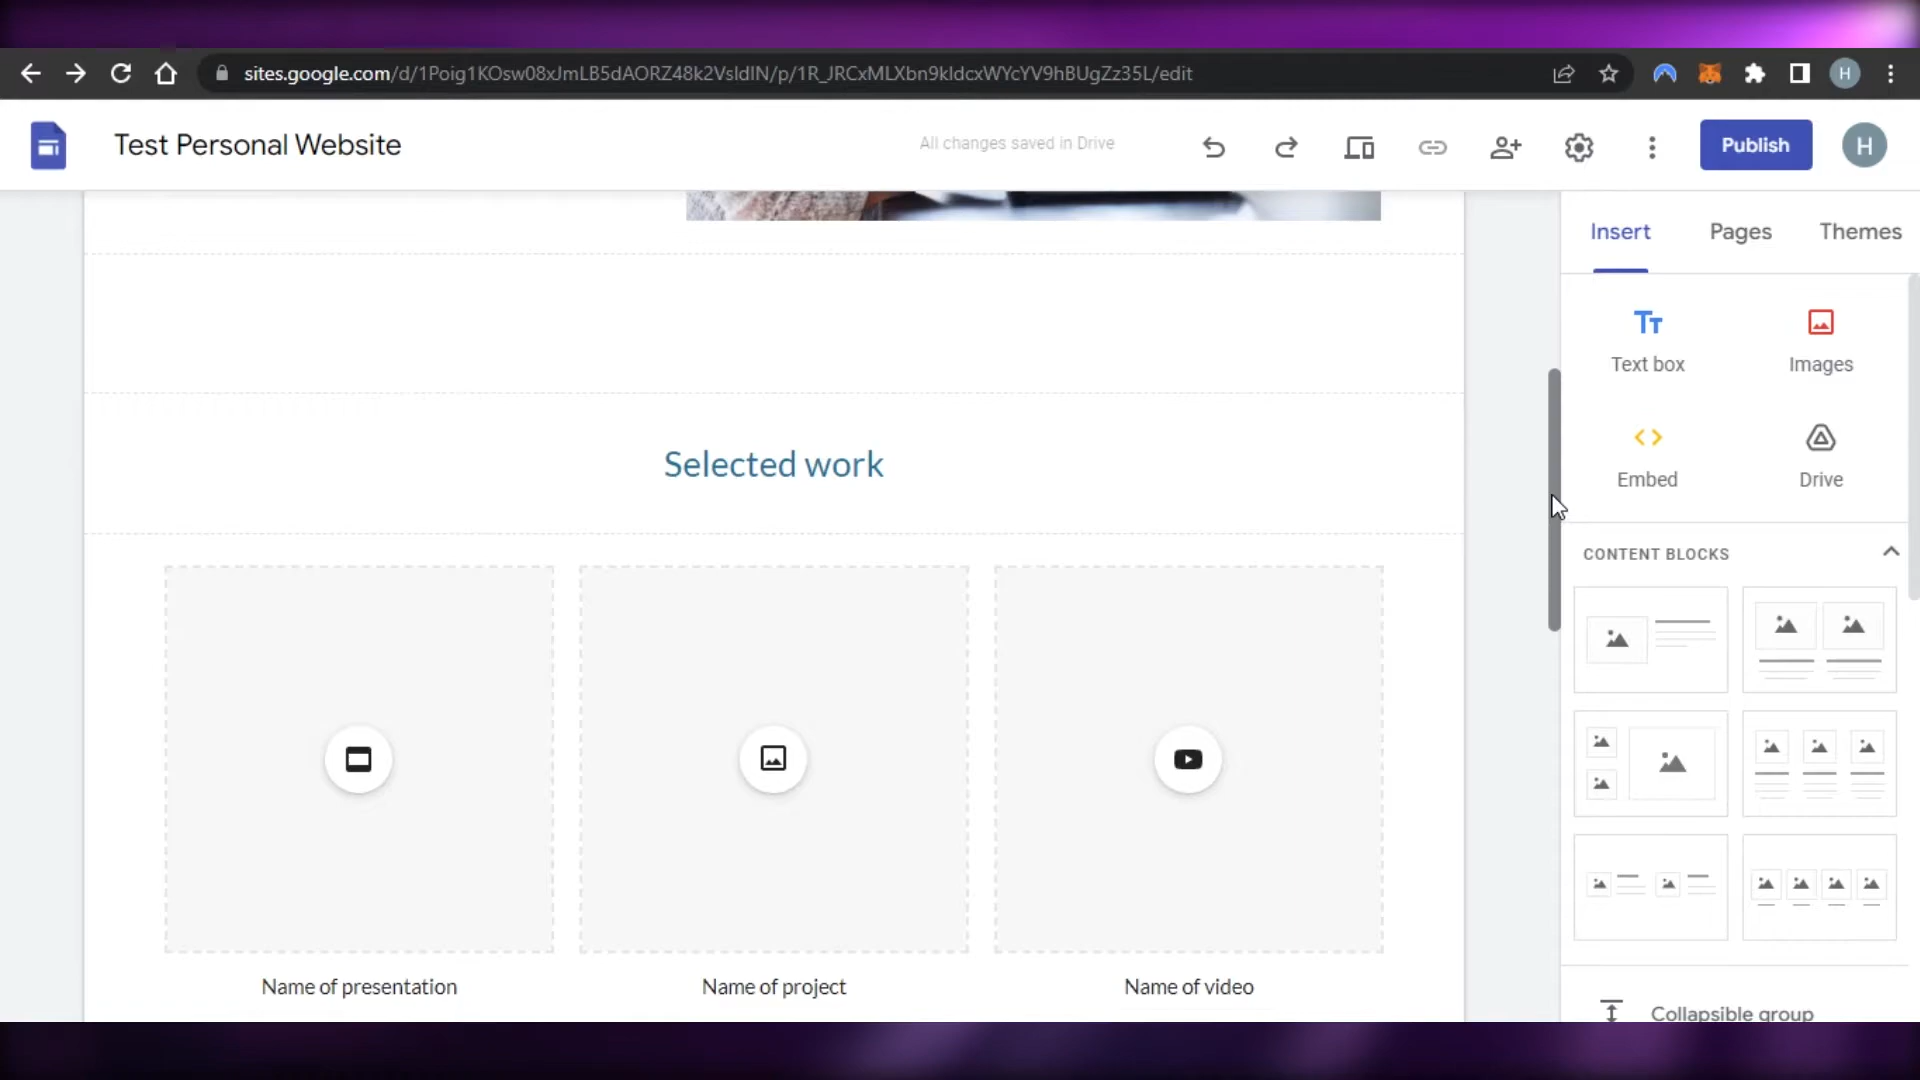 sites.google.com/d/1Poig1KOsw08xJmLB5dAORZ48k2VsIdIN/p/1R_JRCxMLXbn9kldcxWYcYV9hBUgZz35L/edit
H
Test Personal Website
All changes saved in Drive
Publish
H
Insert
Pages
Themes
Text box
Images
Embed
Drive
Selected work
CONTENT BLOCKS
Name of presentation
Name of project
Name of video
Collapsible group